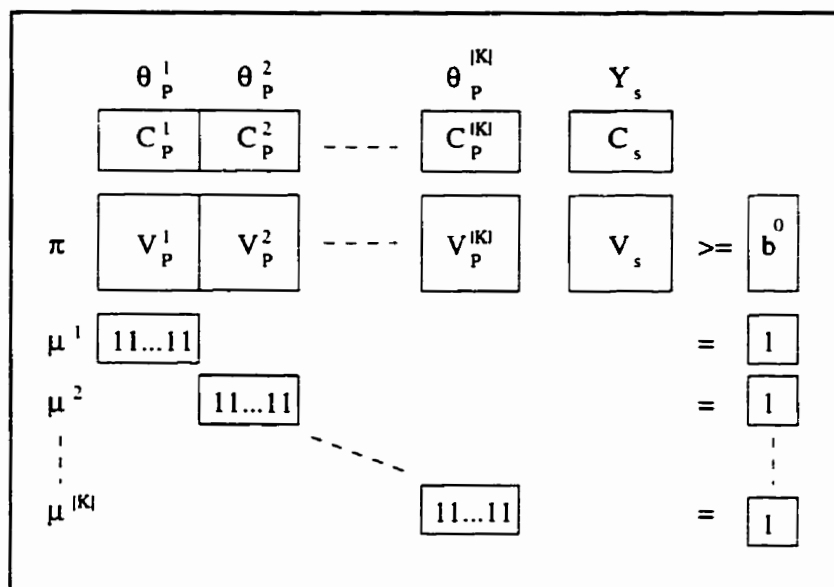 θ_P^1 θ_P^2 θ_P^|K| Y_s
C_P^1 C_P^2 ---- C_P^|K| C_s
π V_P^1 V_P^2 ---- V_P^|K| V_s >= b^0
μ^1 11...11 = 1
μ^2 11...11 = 1
μ^|K| 11...11 = 1